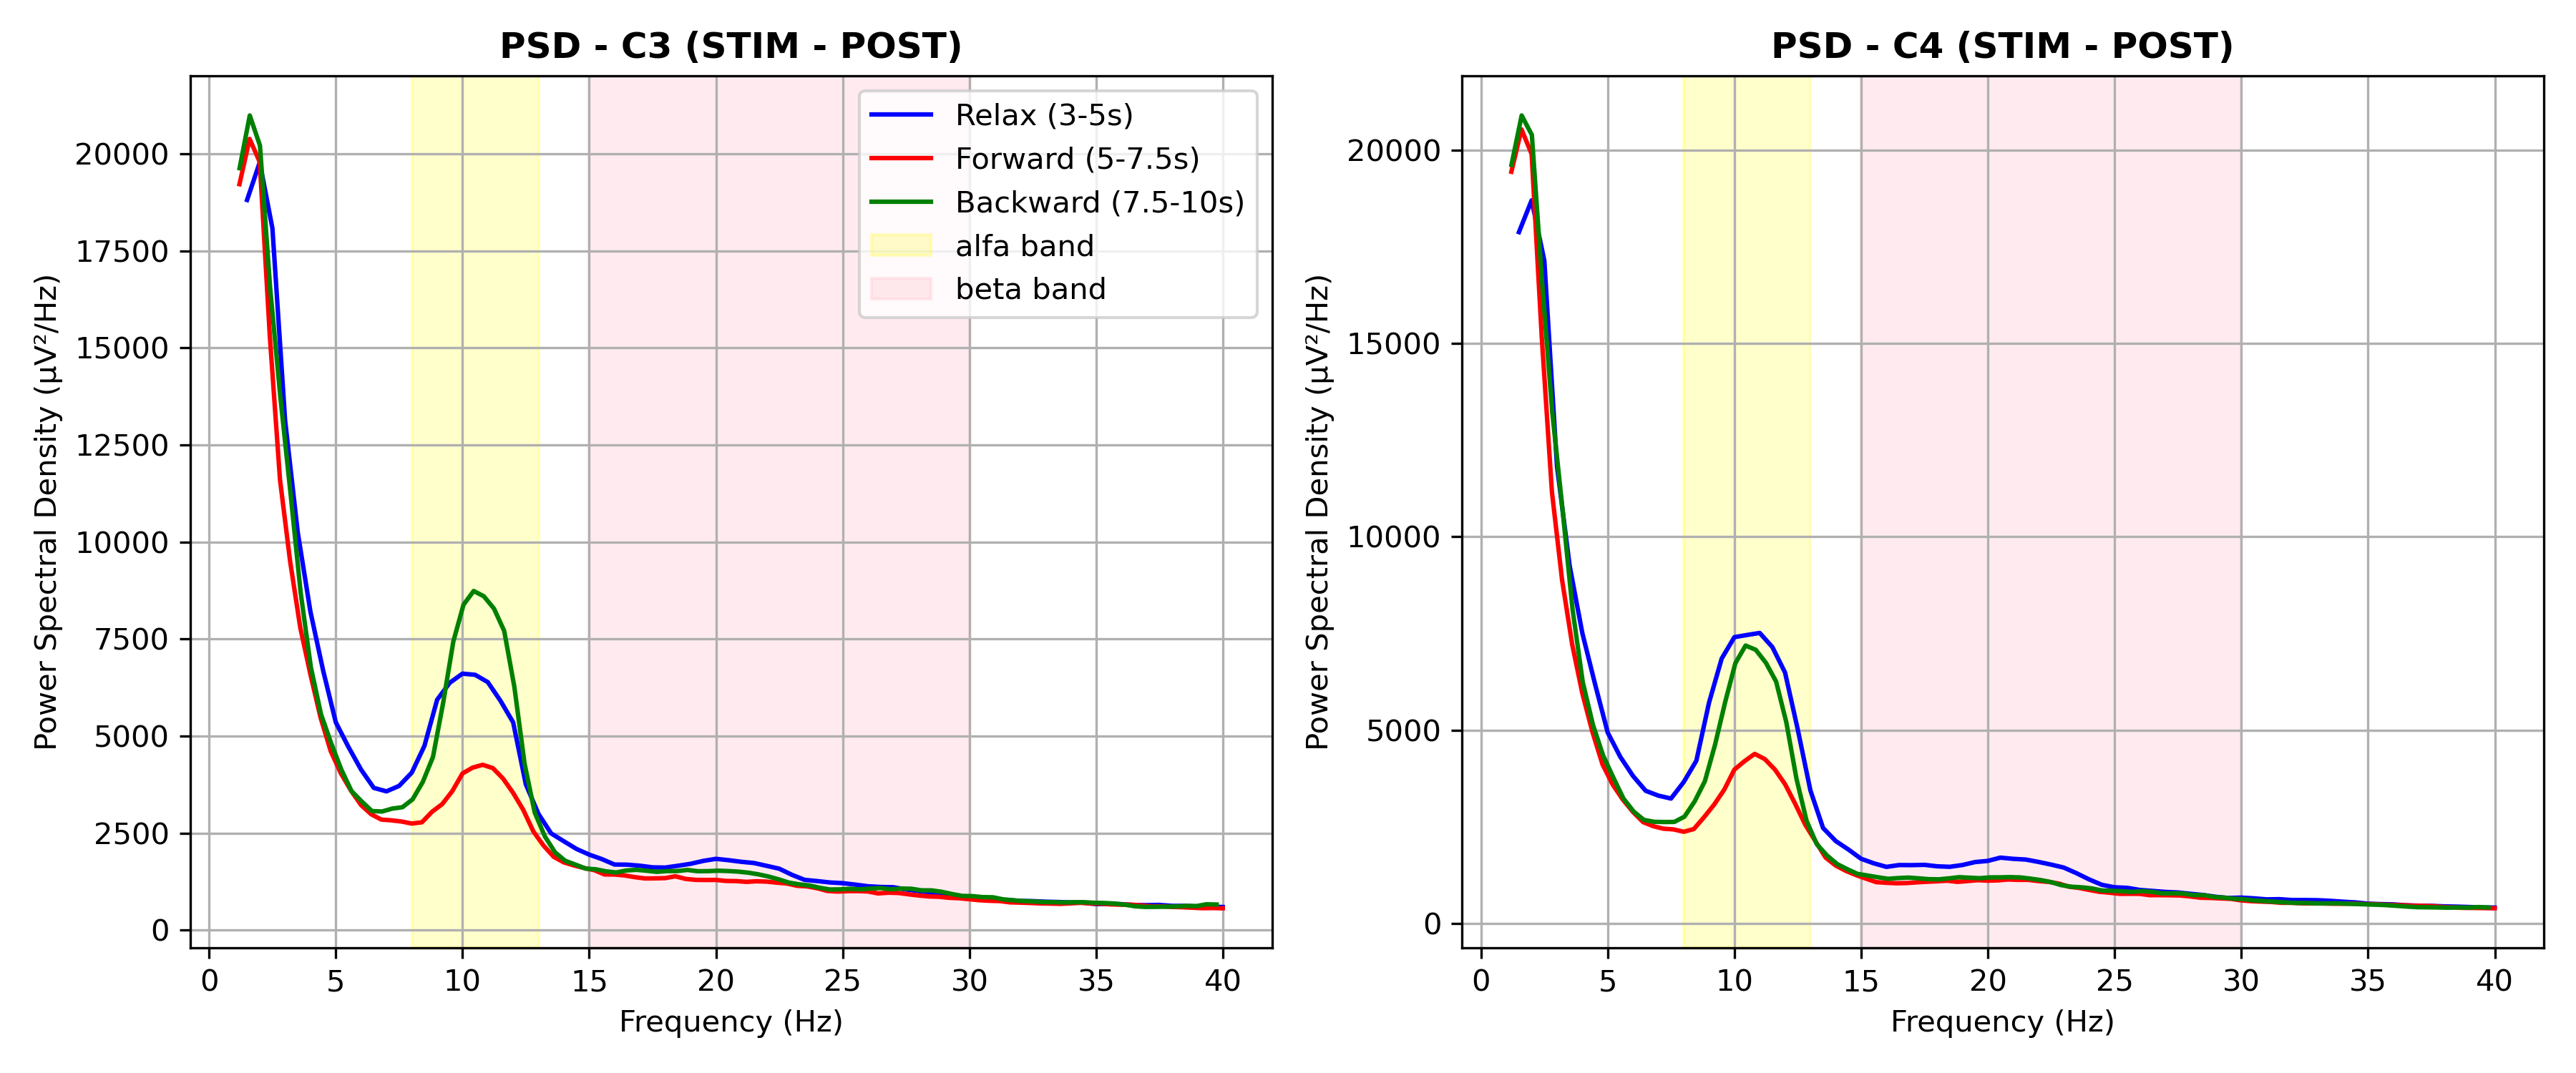 PSD - C3 (STIM - POST)
Power Spectral Density (µV²/Hz)
20000
17500
15000
12500
10000
7500
5000
2500
0
0 5 10 15 20 25 30 35 40
Frequency (Hz)
Relax (3-5s)
Forward (5-7.5s)
Backward (7.5-10s)
alfa band
beta band
PSD - C4 (STIM - POST)
Power Spectral Density (µV²/Hz)
20000
15000
10000
5000
0
0 5 10 15 20 25 30 35 40
Frequency (Hz)